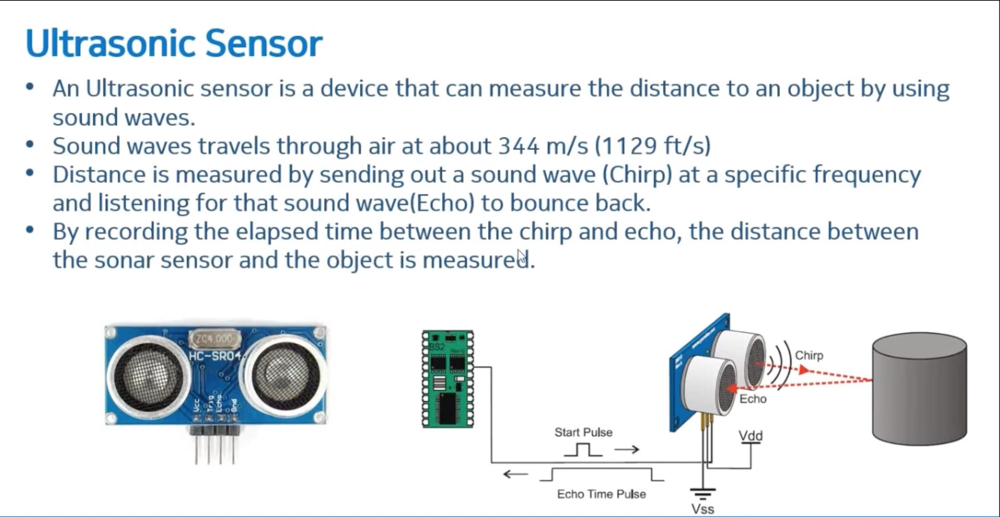 Ultrasonic Sensor
• An Ultrasonic sensor is a device that can measure the distance to an object by using
sound waves.
• Sound waves travels through air at about 344 m/s (1129 ft/s)
• Distance is measured by sending out a sound wave (Chirp) at a specific frequency
and listening for that sound wave(Echo) to bounce back.
• By recording the elapsed time between the chirp and echo, the distance between
the sonar sensor and the object is measured.
ZC4.000
HC-SR04
Vcc
Trig
Echo
Gnd
BS2
Chirp
Echo
Start Pulse
Vdd
Echo Time Pulse
Vss